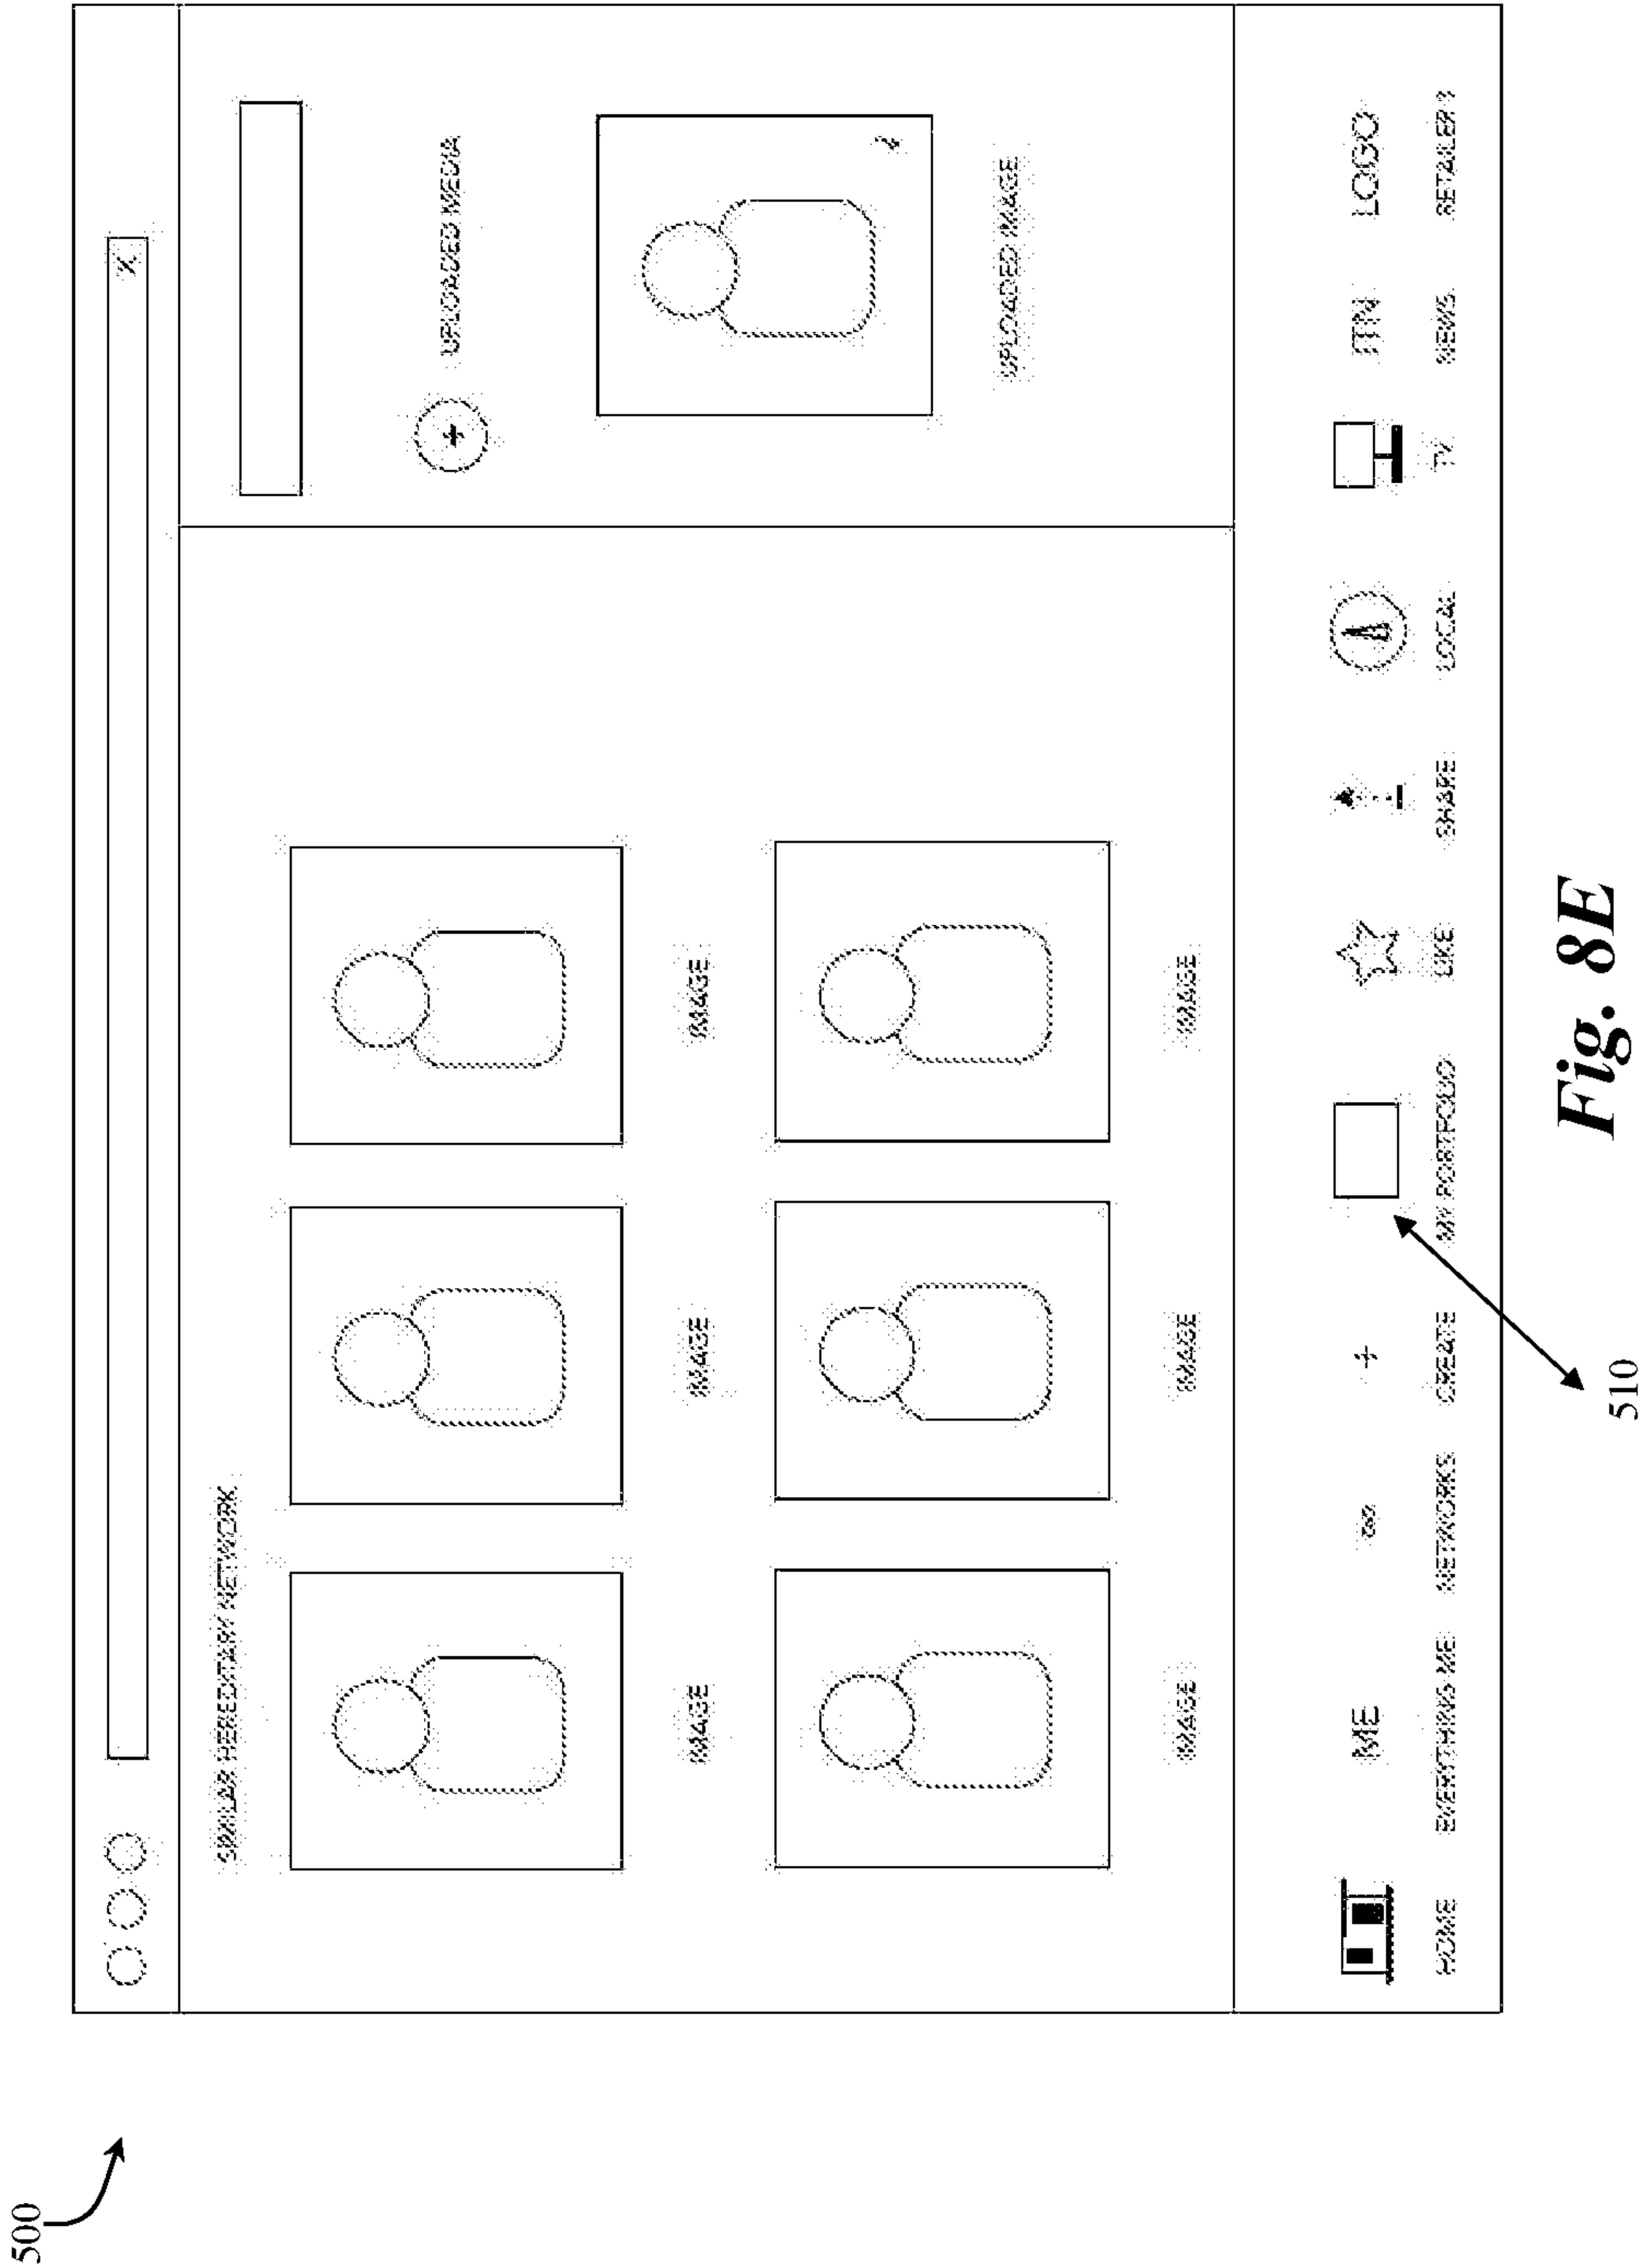 500
X
SIMILAR HEREDITARY NETWORK
UPLOADED MEDIA
+
IMAGE IMAGE IMAGE
UPLOADED IMAGE
IMAGE IMAGE IMAGE
ME ∞ + ITN LOGO
HOME EVERYTHING ME NETWORKS CREATE MY PORTFOLIO LIKE SHARE LOCAL TV NEWS RETAILER
510
Fig. 8E